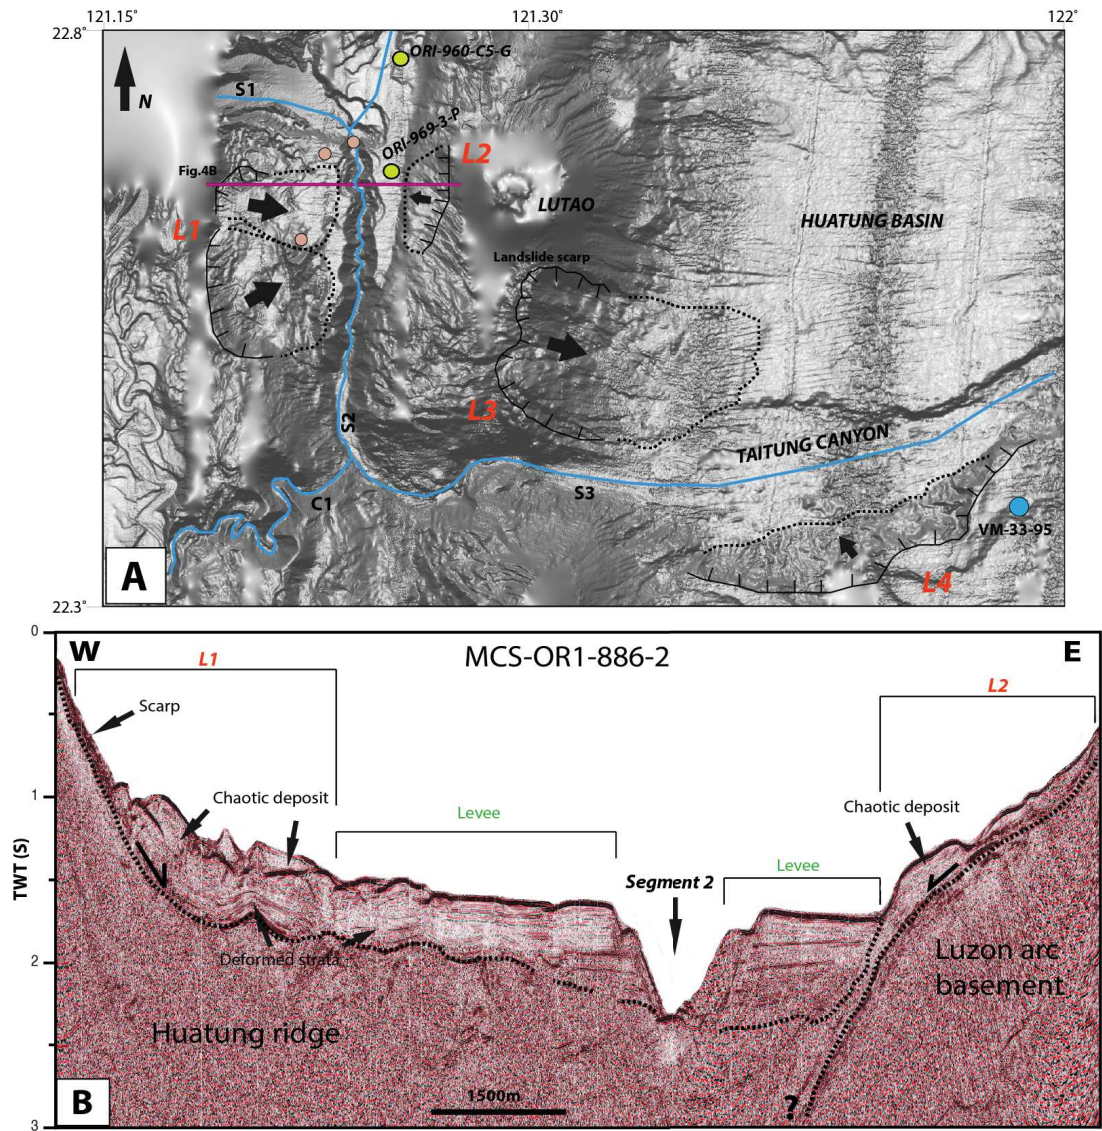 121.15˚
121.30˚
122˚
22.8˚
N
S1
ORI-960-C5-G
ORI-969-3-P
Fig.4B
L2
L1
LUTAO
HUATUNG BASIN
Landslide scarp
L3
S2
TAITUNG CANYON
C1
S3
VM-33-95
A
L4
22.3˚
0
W
L1
MCS-OR1-886-2
E
L2
Scarp
1
Chaotic deposit
Chaotic deposit
Levee
Levee
TWT (S)
Segment 2
Deformed strata
2
Luzon arc
basement
Huatung ridge
B
1500m
?
3